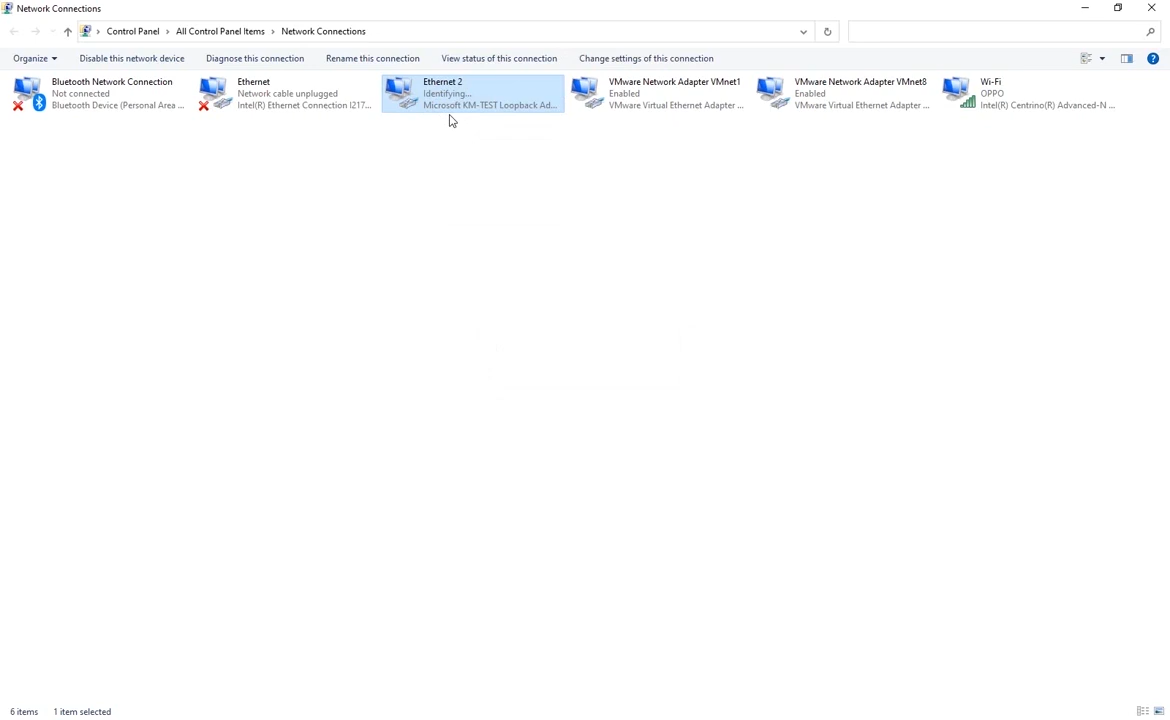 Network Connections
Control Panel › All Control Panel Items › Network Connections
Organize Disable this network device Diagnose this connection Rename this connection View status of this connection Change settings of this connection
Bluetooth Network Connection
Not connected
Bluetooth Device (Personal Area ...
Ethernet
Network cable unplugged
Intel(R) Ethernet Connection I217...
Ethernet 2
Identifying...
Microsoft KM-TEST Loopback Ad...
VMware Network Adapter VMnet1
Enabled
VMware Virtual Ethernet Adapter ...
VMware Network Adapter VMnet8
Enabled
VMware Virtual Ethernet Adapter ...
Wi-Fi
OPPO
Intel(R) Centrino(R) Advanced-N ...
6 items 1 item selected